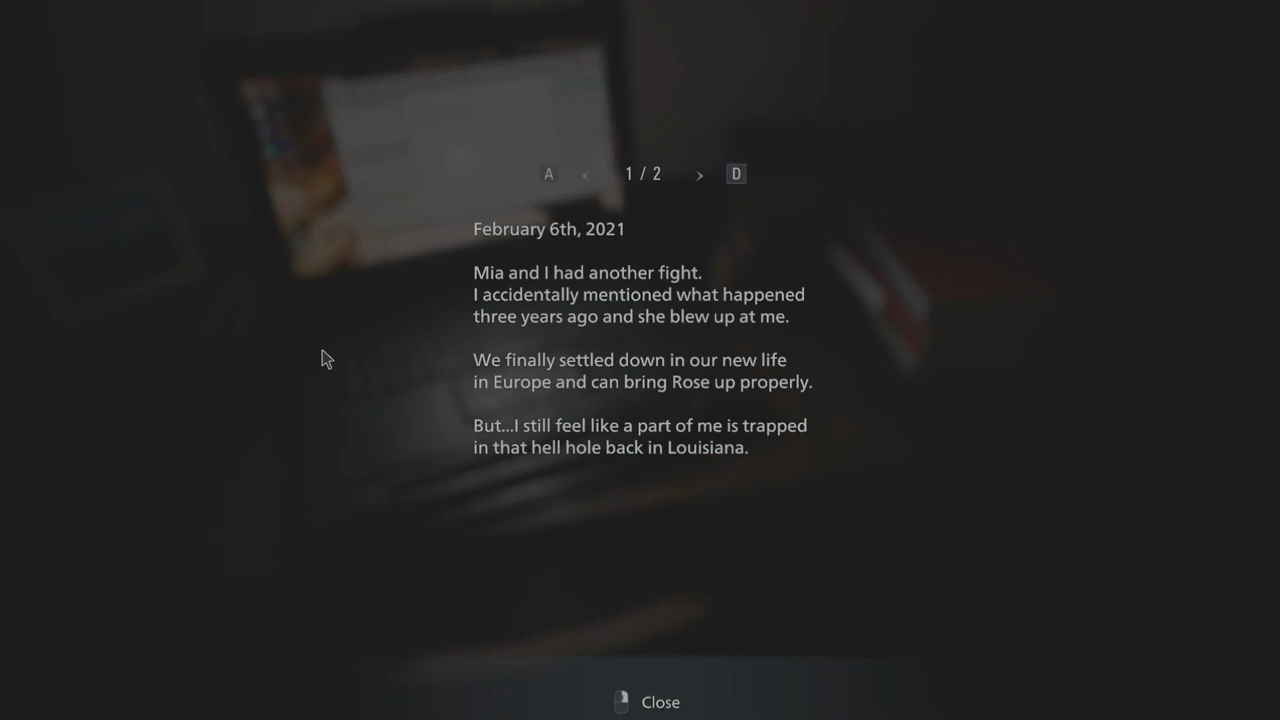 A < 1 / 2 > D
February 6th, 2021
Mia and I had another fight.
I accidentally mentioned what happened
three years ago and she blew up at me.
We finally settled down in our new life
in Europe and can bring Rose up properly.
But...I still feel like a part of me is trapped
in that hell hole back in Louisiana.
Close